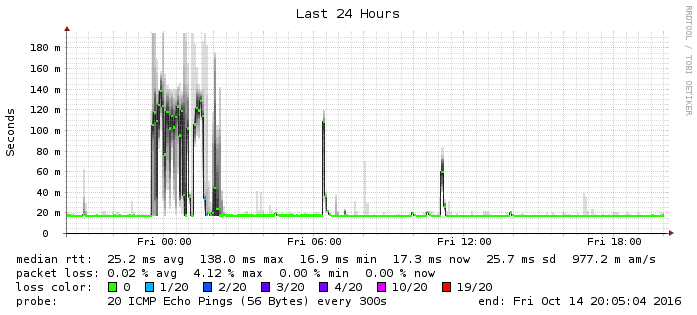 Last 24 Hours
RRDTOOL / TOBI OETIKER
Seconds
180 m
160 m
140 m
120 m
100 m
80 m
60 m
40 m
20 m
0
Fri 00:00 Fri 06:00 Fri 12:00 Fri 18:00
median rtt: 25.2 ms avg 138.0 ms max 16.9 ms min 17.3 ms now 25.7 ms sd 977.2 m am/s
packet loss: 0.02 % avg 4.12 % max 0.00 % min 0.00 % now
loss color: 0 1/20 2/20 3/20 4/20 10/20 19/20
probe: 20 ICMP Echo Pings (56 Bytes) every 300s end: Fri Oct 14 20:05:04 2016